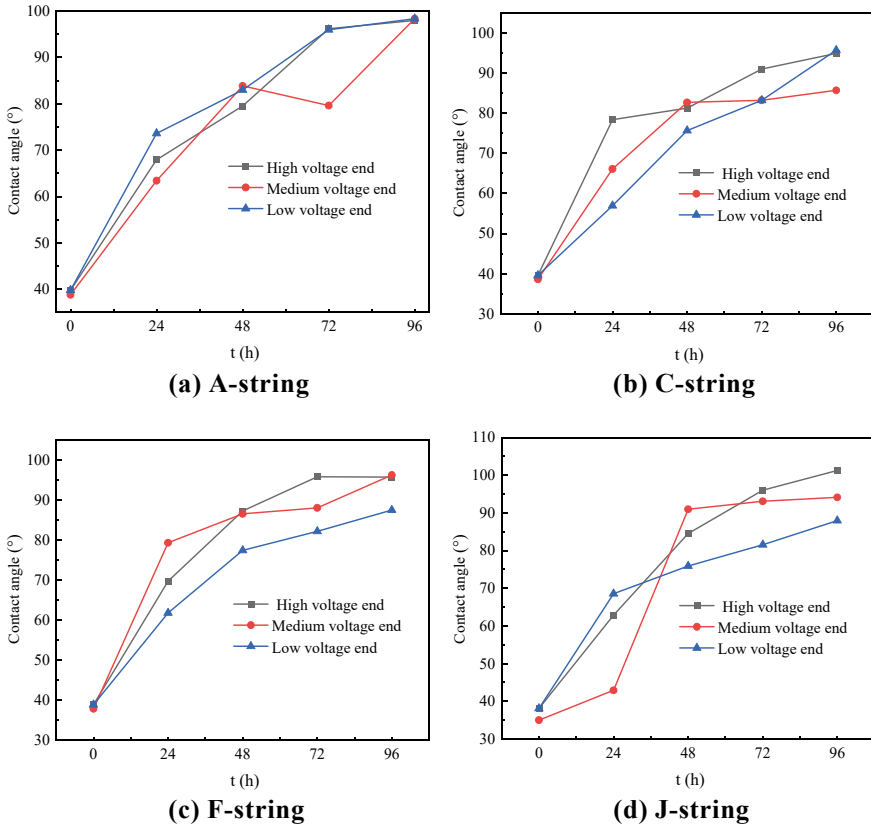 100
90
80
70
60
50
40
Contact angle (°)
High voltage end
Medium voltage end
Low voltage end
0 24 48 72 96
t (h)
(a) A-string
100
90
80
70
60
50
40
30
Contact angle (°)
High voltage end
Medium voltage end
Low voltage end
0 24 48 72 96
t (h)
(b) C-string
100
90
80
70
60
50
40
30
Contact angle (°)
High voltage end
Medium voltage end
Low voltage end
0 24 48 72 96
t (h)
(c) F-string
110
100
90
80
70
60
50
40
30
Contact angle (°)
High voltage end
Medium voltage end
Low voltage end
0 24 48 72 96
t (h)
(d) J-string